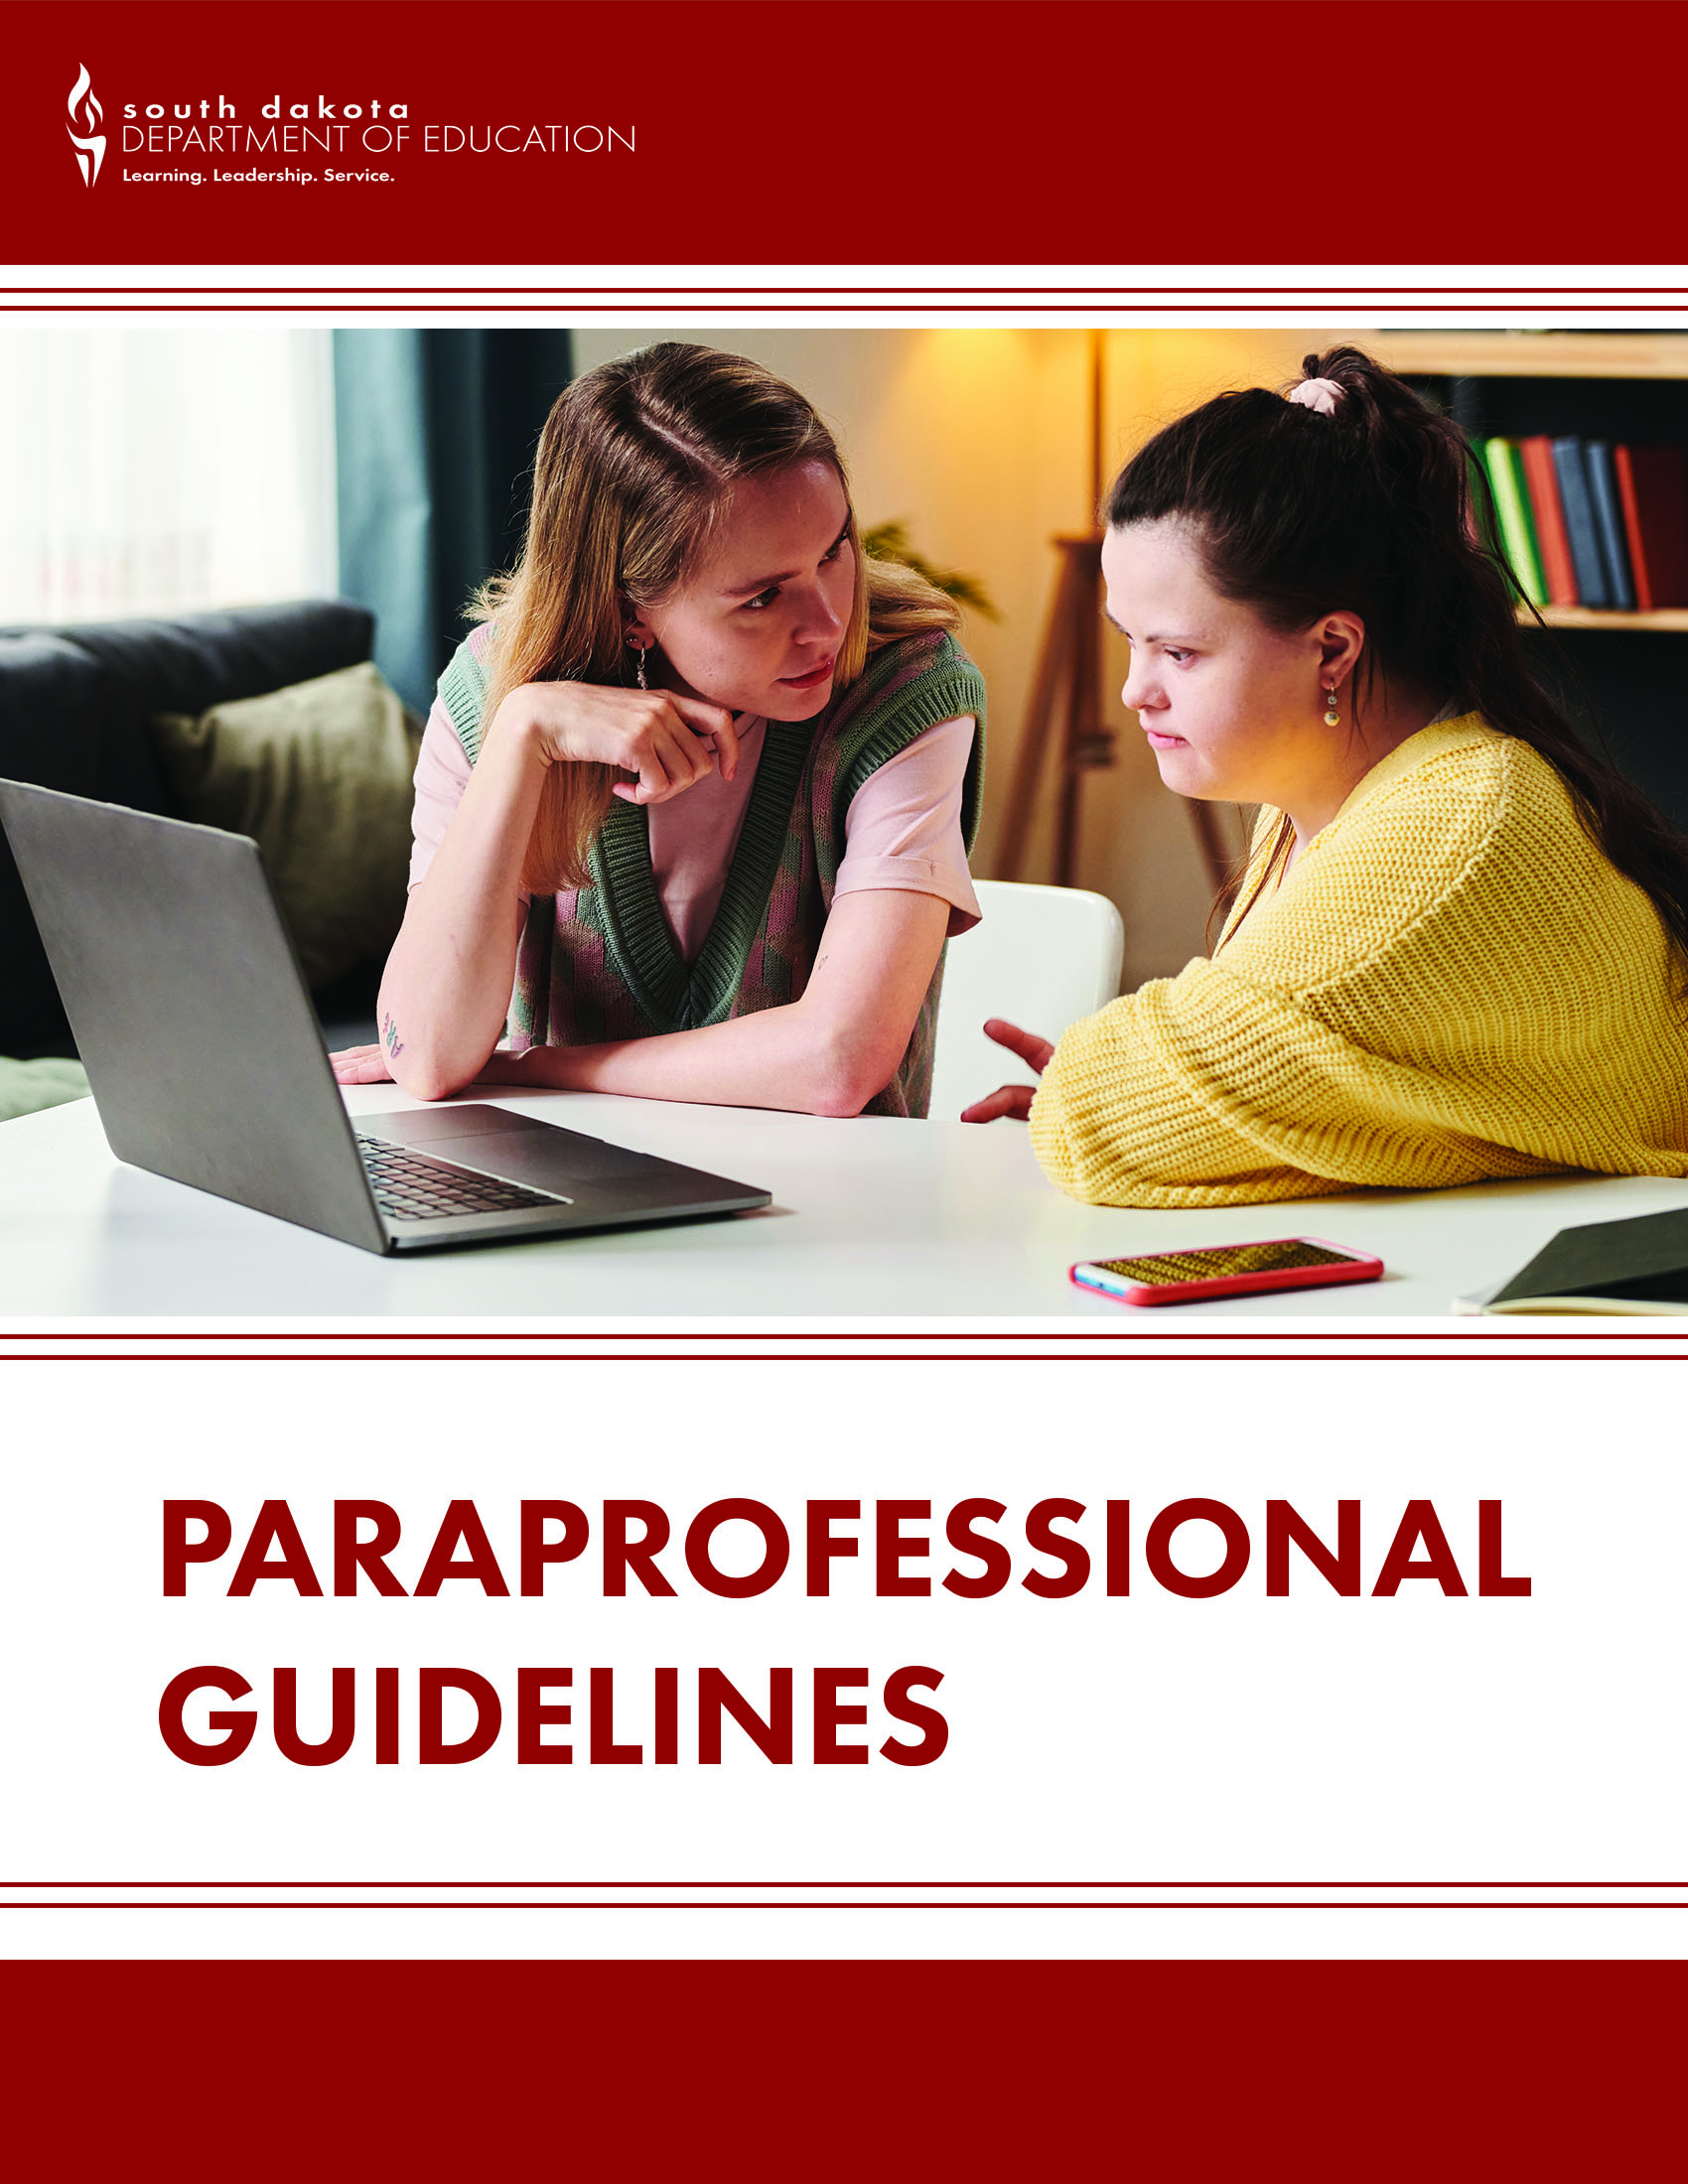 south dakota
DEPARTMENT OF EDUCATION
Learning. Leadership. Service.
PARAPROFESSIONAL
GUIDELINES